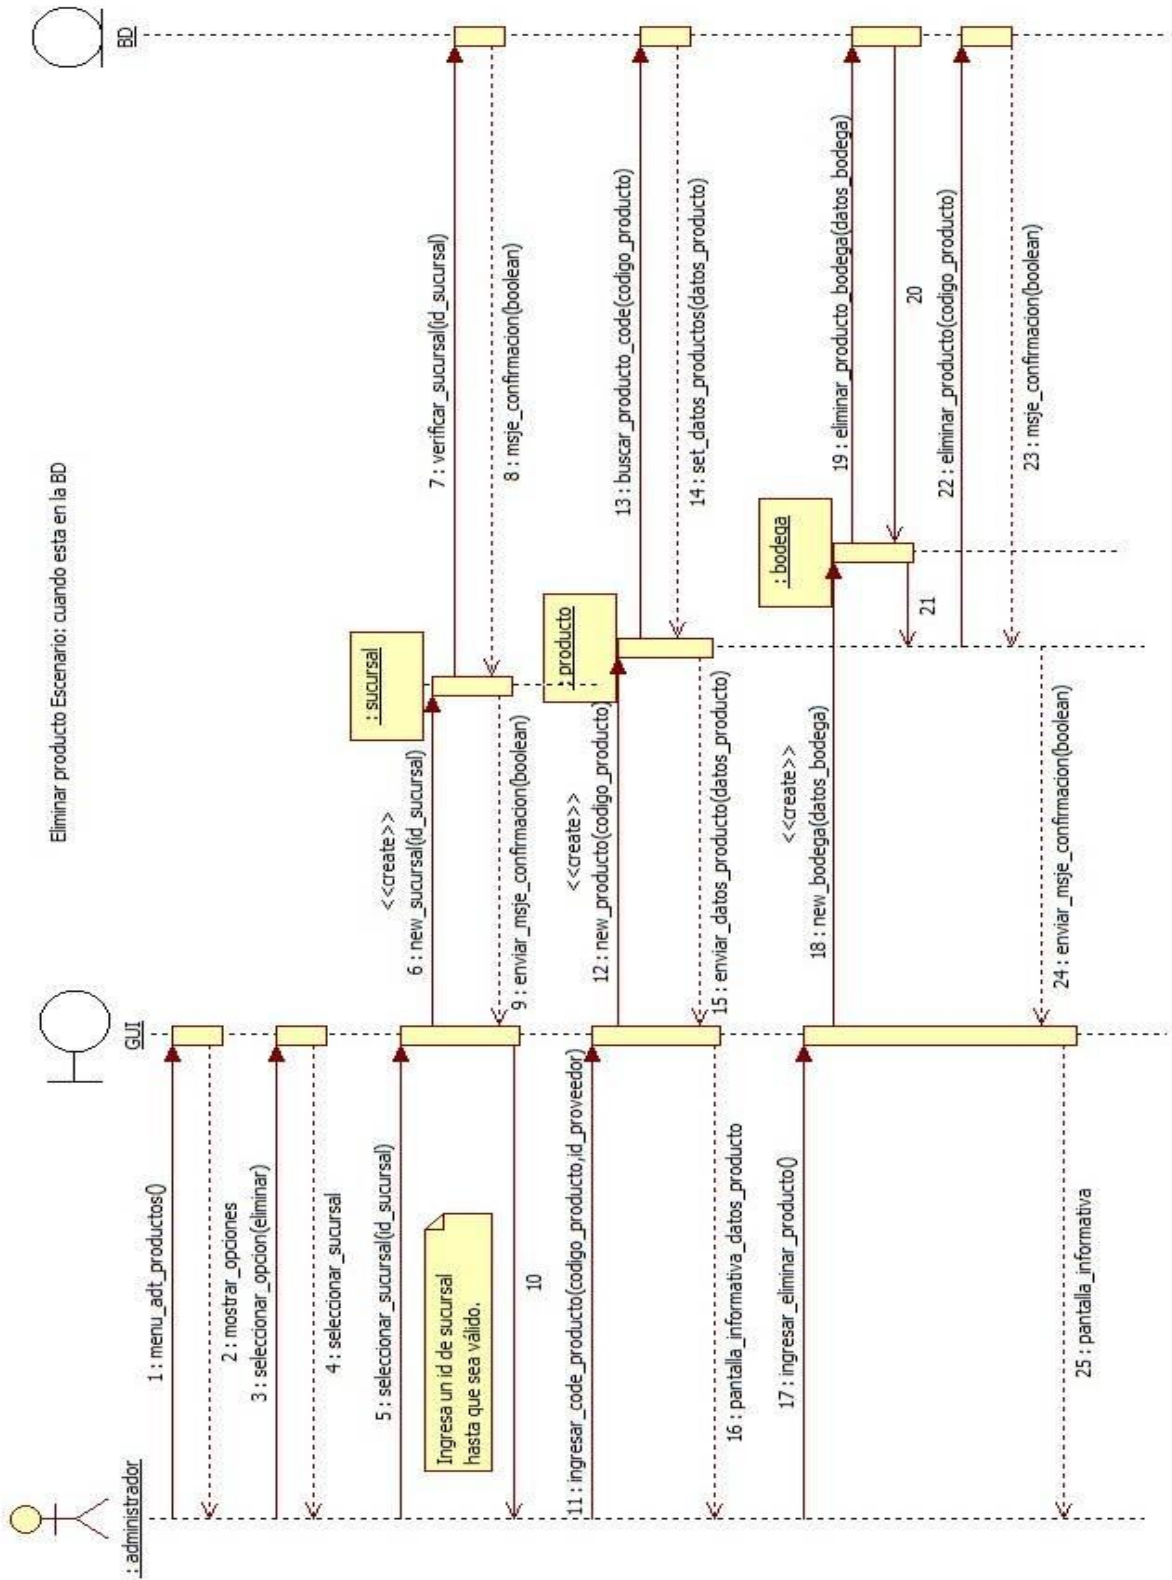 Eliminar producto Escenario: cuando esta en la BD
: administrador
GUI
BD
1 : menu_adt_productos()
2 : mostrar_opciones
3 : seleccionar_opcion(eliminar)
4 : seleccionar_sucursal
5 : seleccionar_sucursal(id_sucursal)
<<create>>
6 : new_sucursal(id_sucursal)
: sucursal
7 : verificar_sucursal(id_sucursal)
8 : msje_confirmacion(boolean)
9 : enviar_msje_confirmacion(boolean)
Ingresa un id de sucursal
hasta que sea válido.
10
11 : ingresar_code_producto(codigo_producto,id_proveedor)
<<create>>
12 : new_producto(codigo_producto)
: producto
13 : buscar_producto_code(codigo_producto)
14 : set_datos_productos(datos_producto)
15 : enviar_datos_producto(datos_producto)
16 : pantalla_informativa_datos_producto
17 : ingresar_eliminar_producto()
<<create>>
18 : new_bodega(datos_bodega)
: bodega
19 : eliminar_producto_bodega(datos_bodega)
20
21
22 : eliminar_producto(codigo_producto)
23 : msje_confirmacion(boolean)
24 : enviar_msje_confirmacion(boolean)
25 : pantalla_informativa